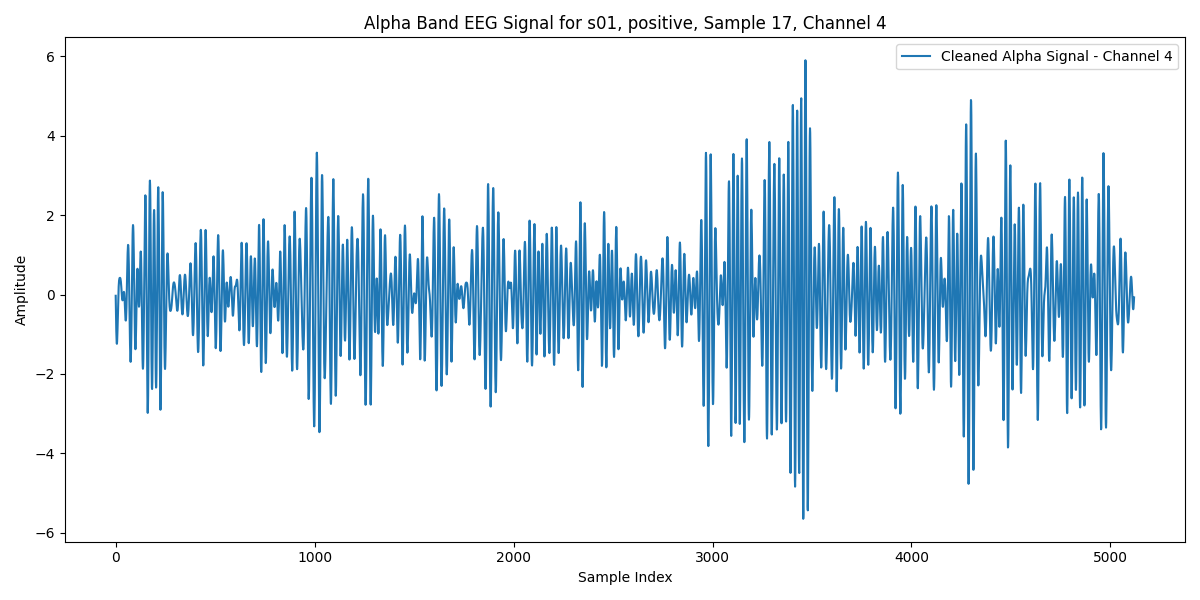 Alpha Band EEG Signal for s01, positive, Sample 17, Channel 4
Cleaned Alpha Signal - Channel 4
Amplitude
6
4
2
0
−2
−4
−6
0 1000 2000 3000 4000 5000
Sample Index